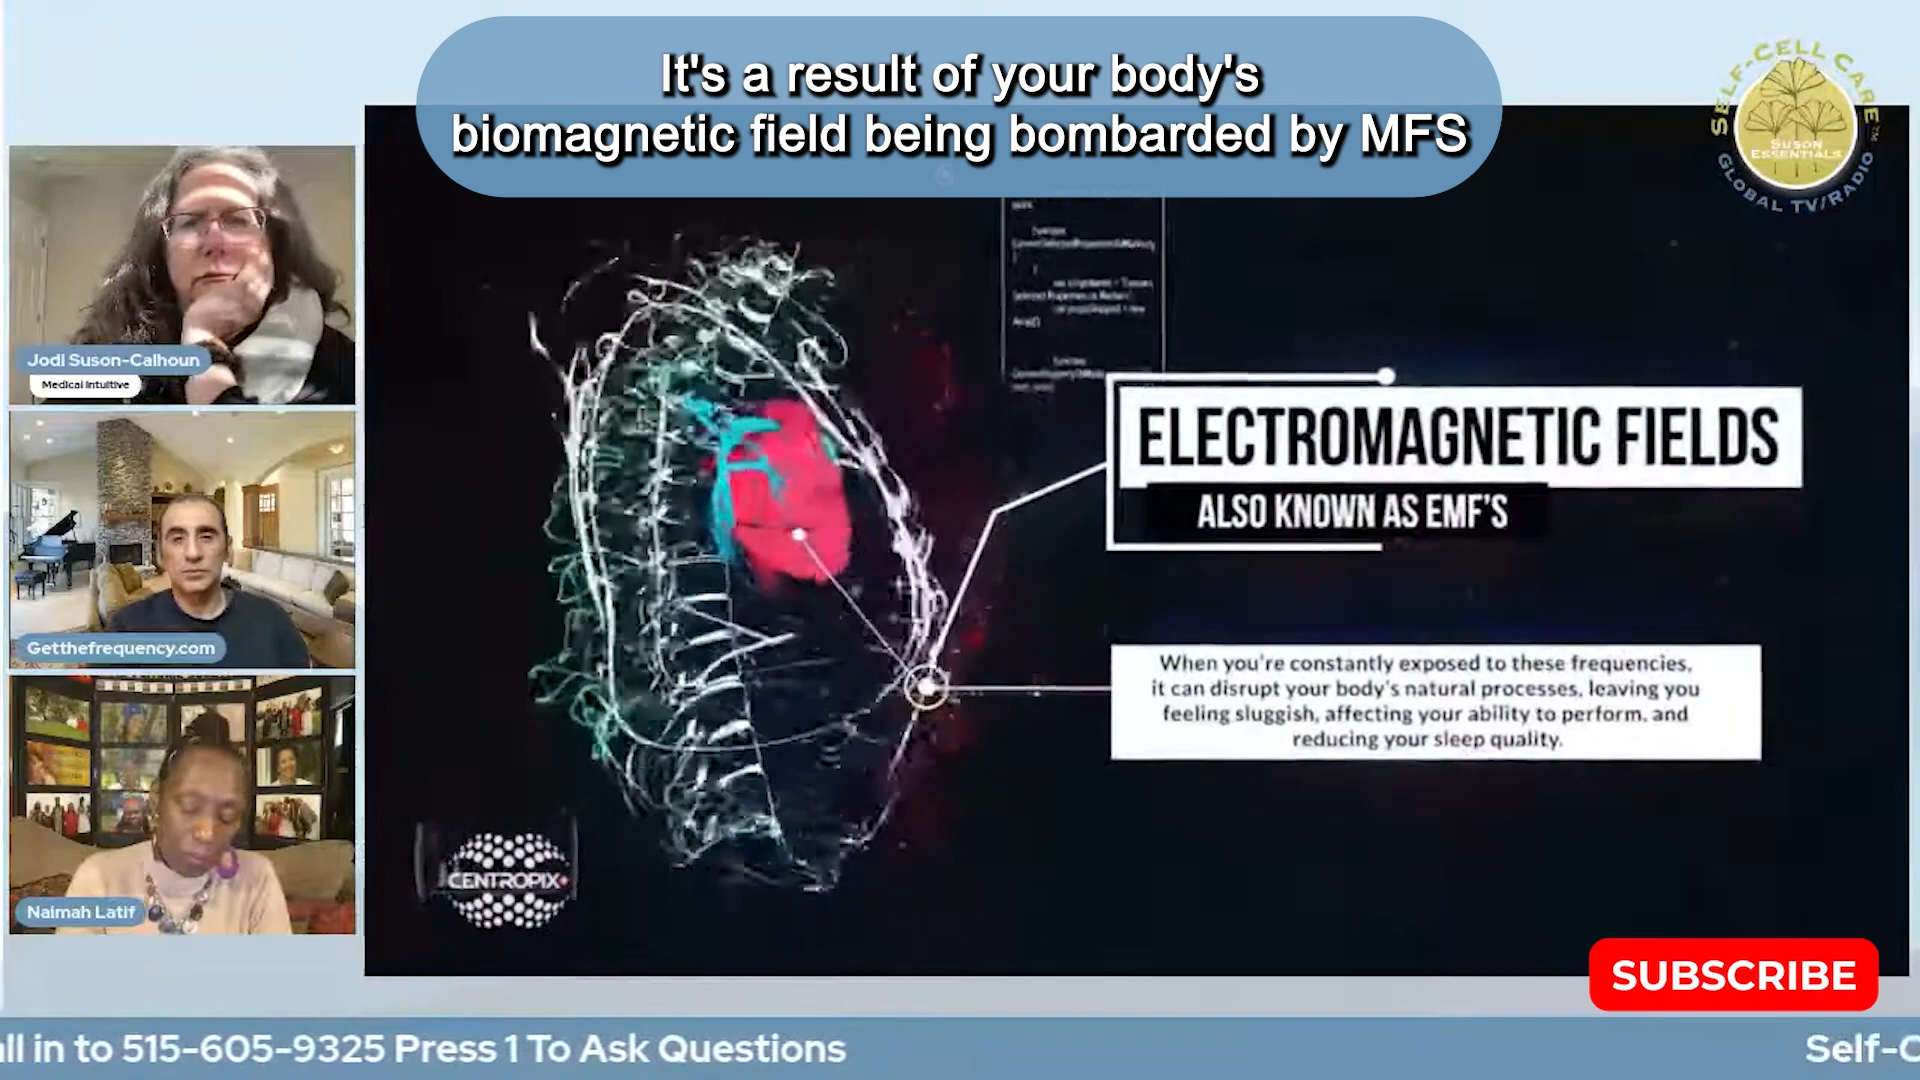 It's a result of your body's
biomagnetic field being bombarded by MFS
SELF-CELL CARE™
SUSON
ESSENTIALS
GLOBAL TV/RADIO
Jodi Suson-Calhoun
Medical Intuitive
Getthefrequency.com
Naimah Latif
ELECTROMAGNETIC FIELDS
ALSO KNOWN AS EMF'S
When you're constantly exposed to these frequencies,
it can disrupt your body's natural processes, leaving you
feeling sluggish, affecting your ability to perform, and
reducing your sleep quality.
CENTROPIX
SUBSCRIBE
all in to 515-605-9325 Press 1 To Ask Questions
Self-C